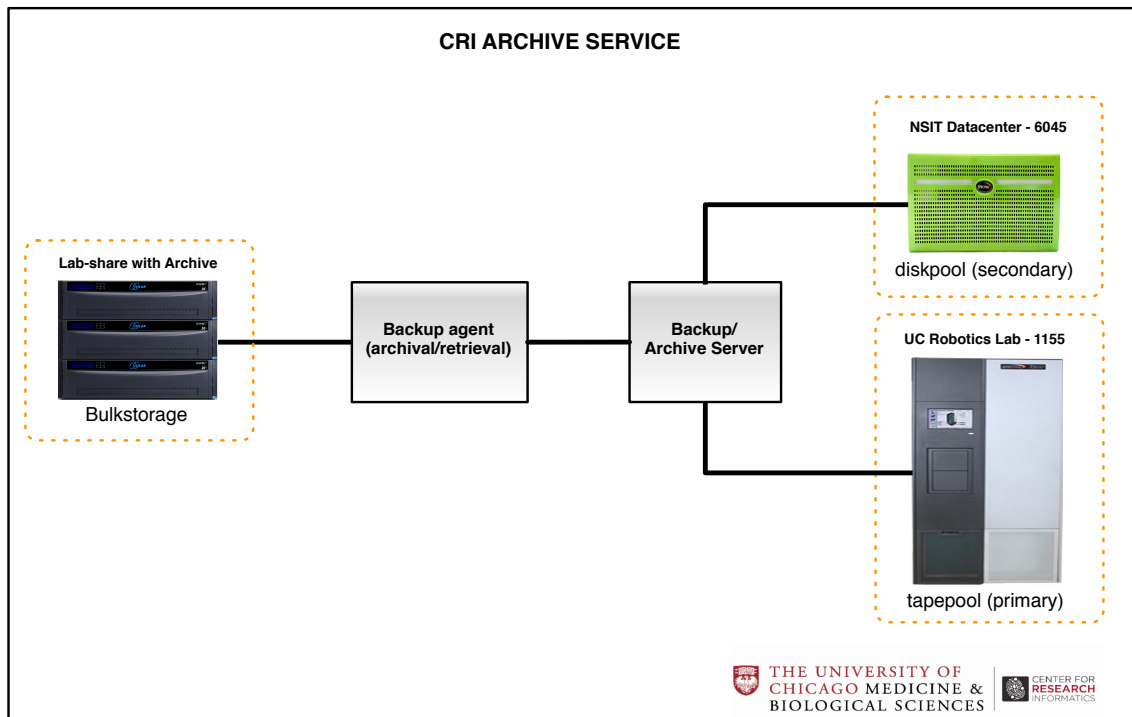 CRI ARCHIVE SERVICE
NSIT Datacenter - 6045
diskpool (secondary)
Lab-share with Archive
Bulkstorage
Backup agent
(archival/retrieval)
Backup/
Archive Server
UC Robotics Lab - 1155
tapepool (primary)
THE UNIVERSITY OF
CHICAGO MEDICINE &
BIOLOGICAL SCIENCES
CENTER FOR
RESEARCH
INFORMATICS